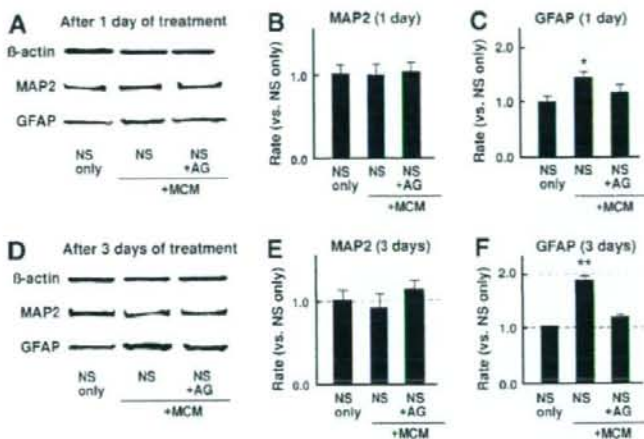 A After 1 day of treatment
ß-actin
MAP2
GFAP
NS only
NS
NS +AG
+MCM
B MAP2 (1 day)
Rate (vs. NS only)
1.0
0.0
NS only
NS
NS +AG
+MCM
C GFAP (1 day)
*
Rate (vs. NS only)
2.0
1.0
0.0
NS only
NS
NS +AG
+MCM
D After 3 days of treatment
ß-actin
MAP2
GFAP
NS only
NS
NS +AG
+MCM
E MAP2 (3 days)
Rate (vs. NS only)
1.0
0.0
NS only
NS
NS +AG
+MCM
F GFAP (3 days)
**
Rate (vs. NS only)
2.0
1.0
0.0
NS only
NS
NS +AG
+MCM